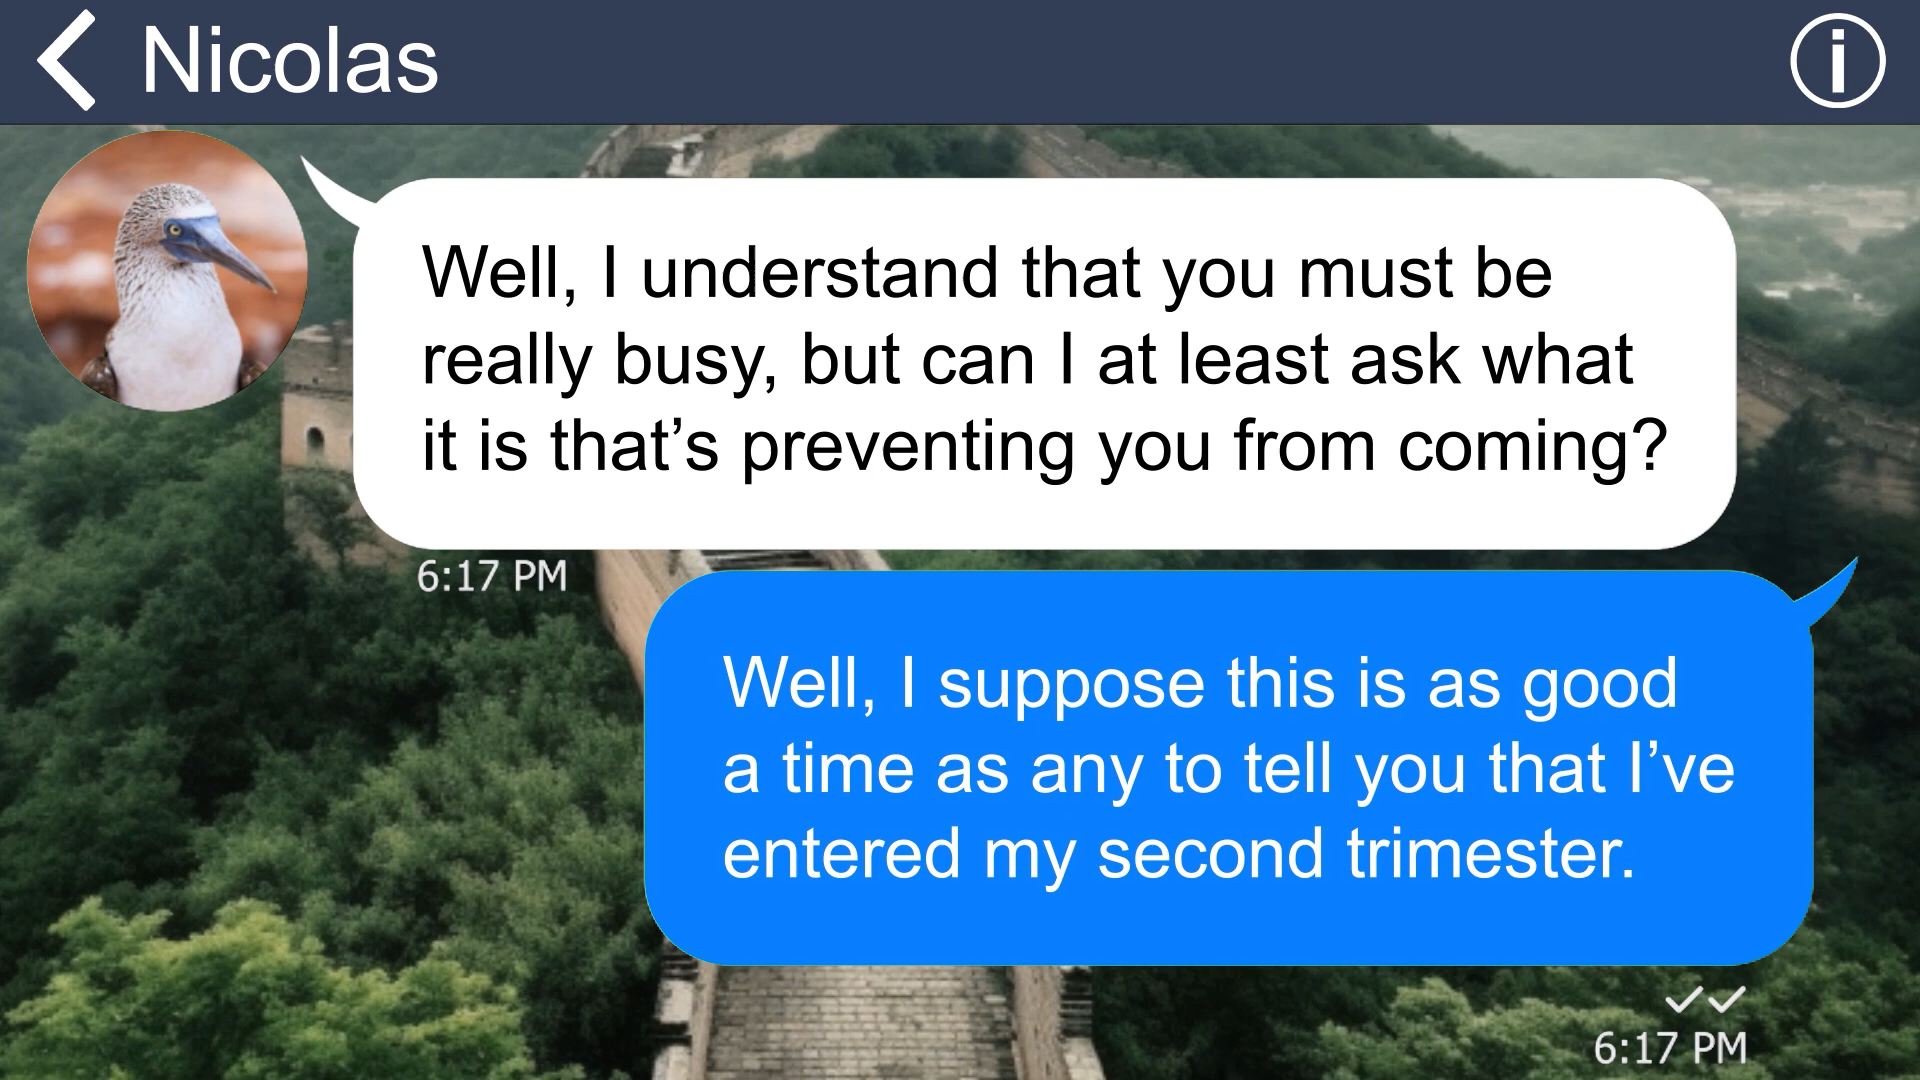 Nicolas
Well, I understand that you must be
really busy, but can I at least ask what
it is that’s preventing you from coming?
6:17 PM
Well, I suppose this is as good
a time as any to tell you that I’ve
entered my second trimester.
6:17 PM